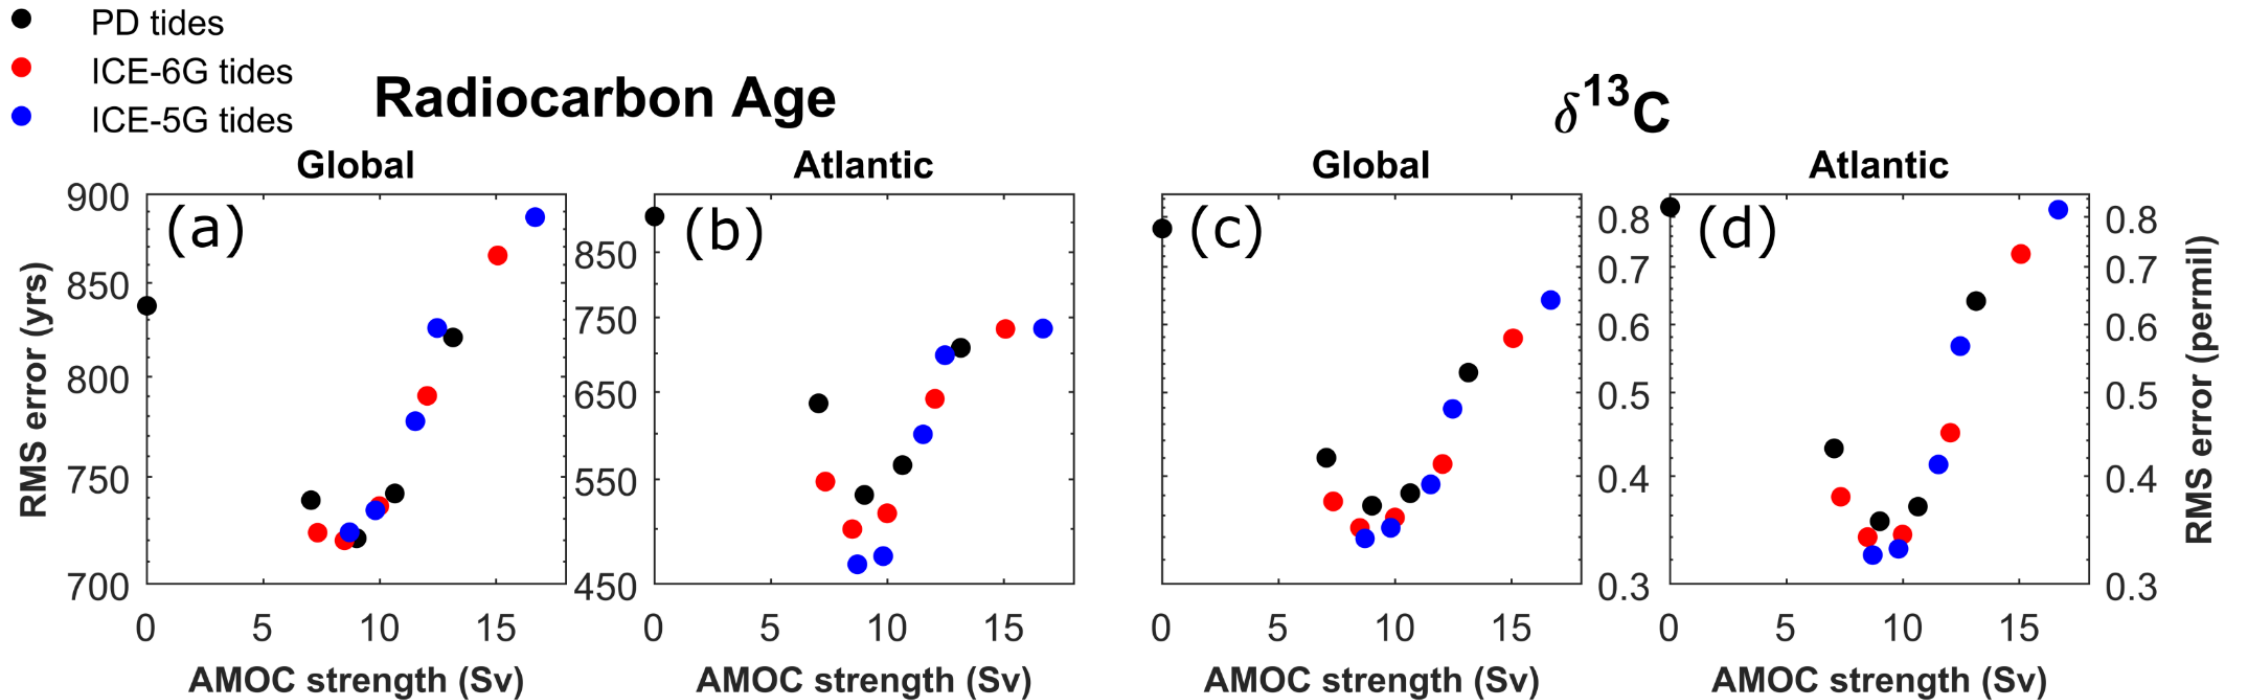 PD tides
ICE-6G tides
ICE-5G tides
Radiocarbon Age
δ13C
Global
Atlantic
Global
Atlantic
(a)
(b)
(c)
(d)
RMS error (yrs)
900
850
800
750
700
850
750
650
550
450
0.8
0.7
0.6
0.5
0.4
0.3
0.8
0.7
0.6
0.5
0.4
0.3
RMS error (permil)
0 5 10 15
0 5 10 15
0 5 10 15
0 5 10 15
AMOC strength (Sv)
AMOC strength (Sv)
AMOC strength (Sv)
AMOC strength (Sv)